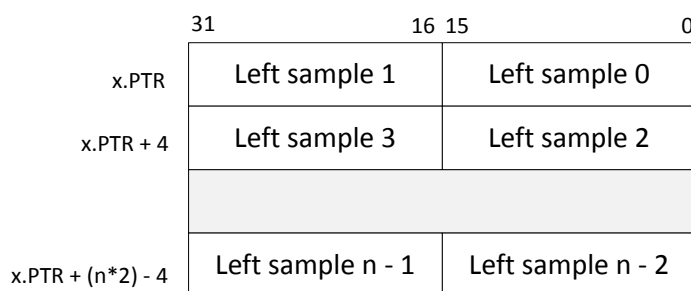 31 16 15 0
x.PTR Left sample 1 Left sample 0
x.PTR + 4 Left sample 3 Left sample 2
x.PTR + (n*2) - 4 Left sample n - 1 Left sample n - 2